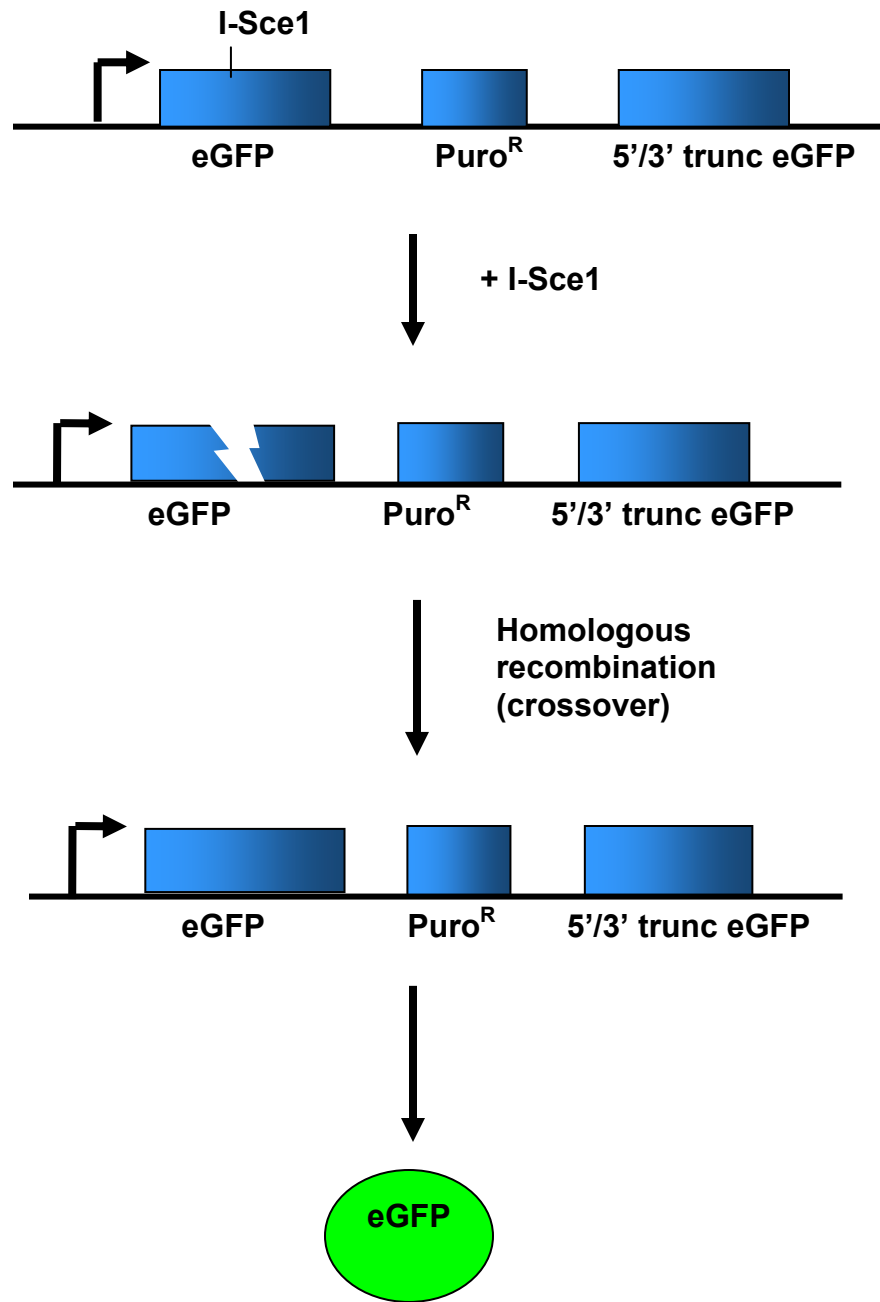 I-Sce1
eGFP Puro^R 5'/3' trunc eGFP
+ I-Sce1
eGFP Puro^R 5'/3' trunc eGFP
Homologous
recombination
(crossover)
eGFP Puro^R 5'/3' trunc eGFP
eGFP